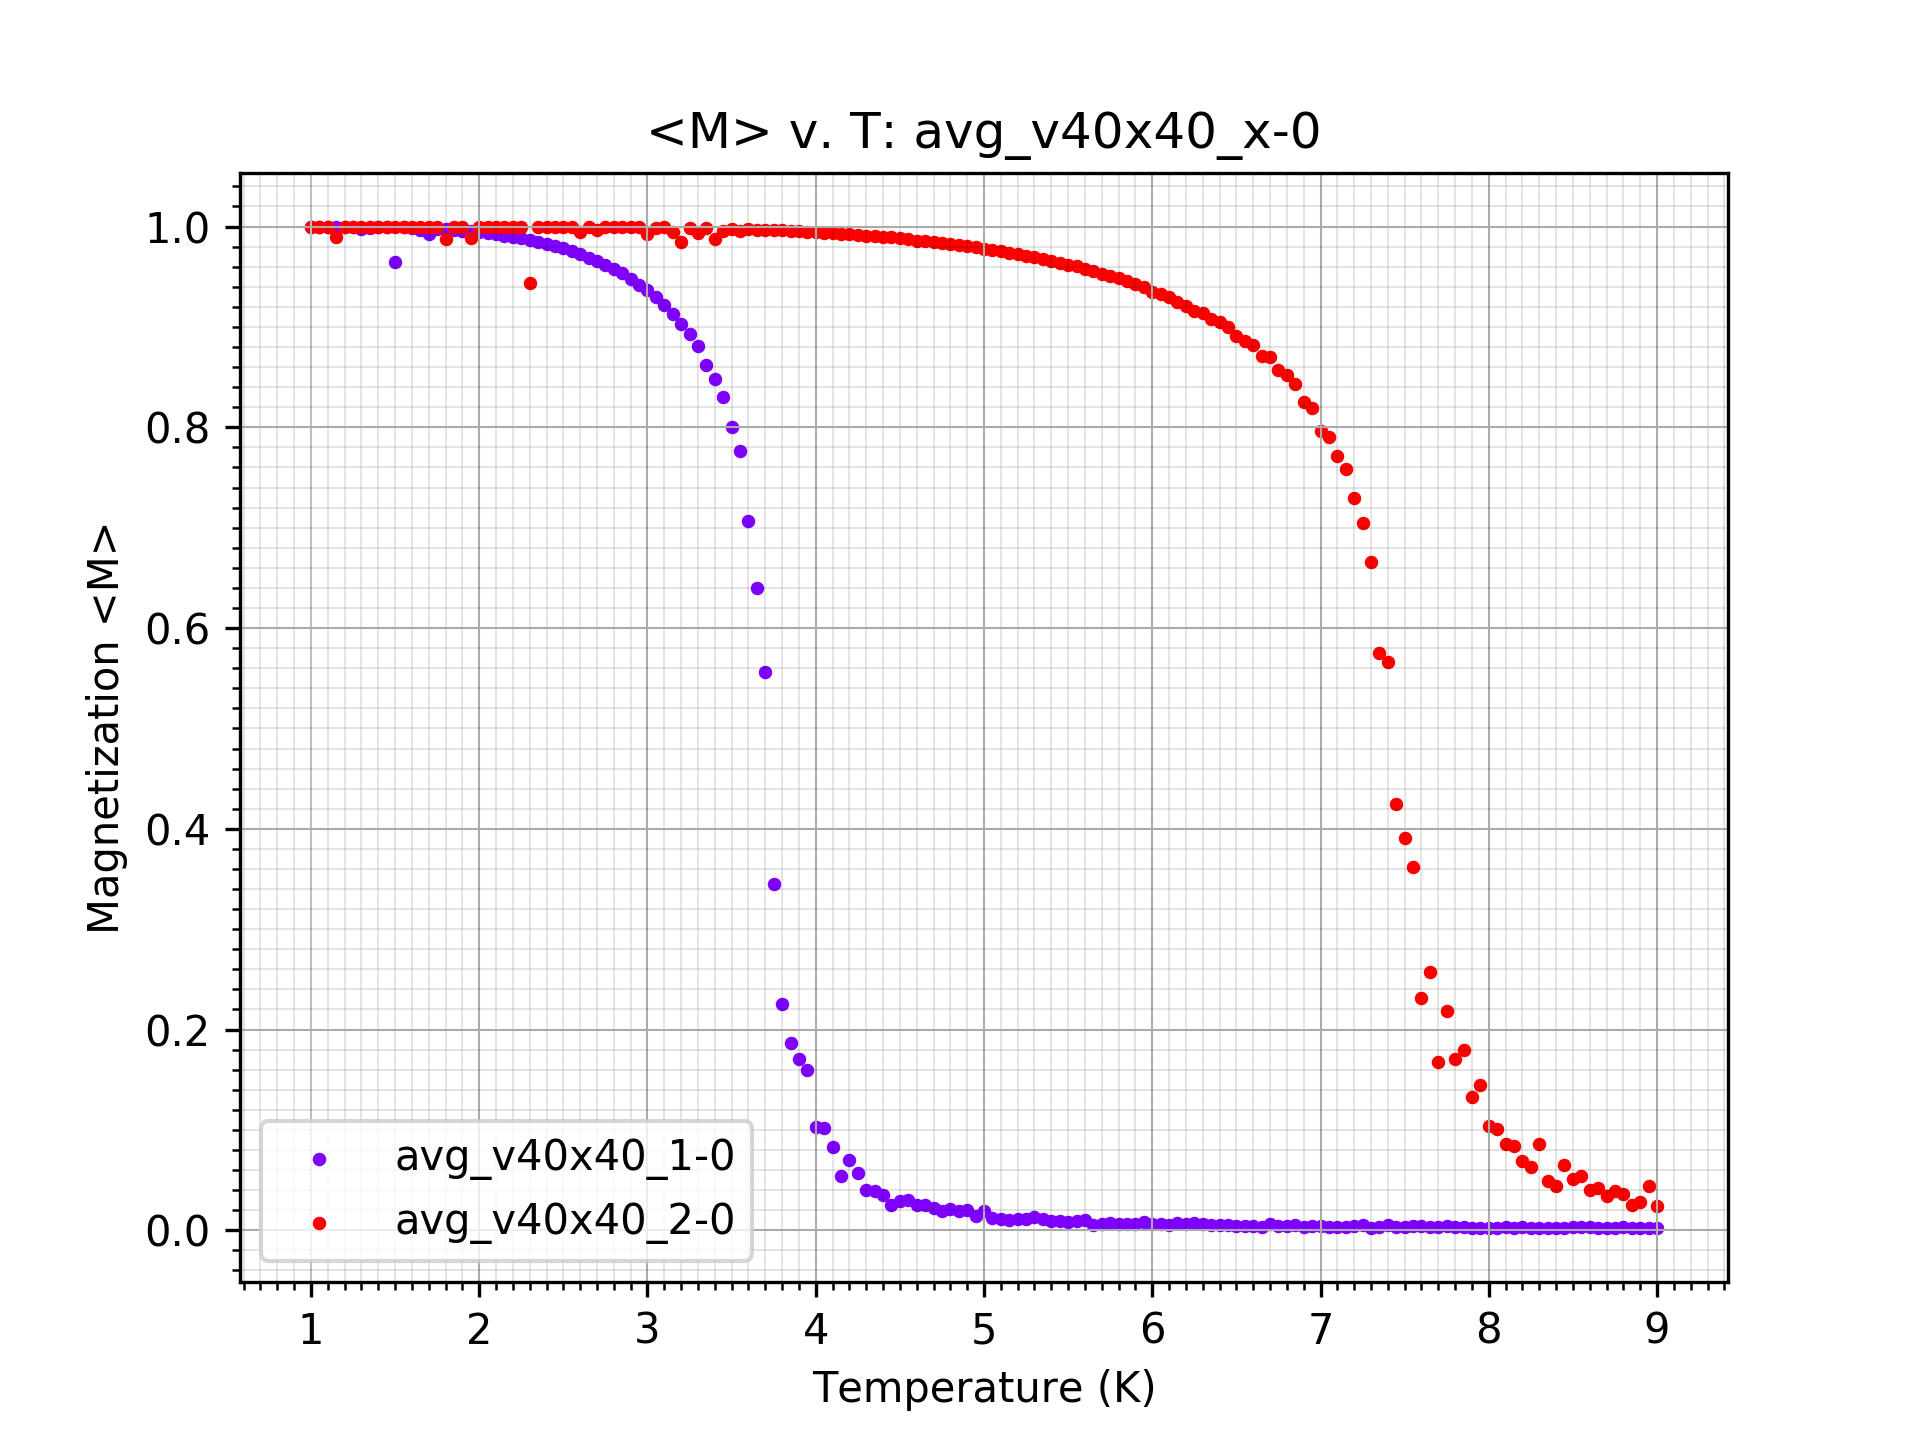 <M> v. T: avg_v40x40_x-0
Magnetization <M>
1.0
0.8
0.6
0.4
0.2
0.0
avg_v40x40_1-0
avg_v40x40_2-0
1 2 3 4 5 6 7 8 9
Temperature (K)